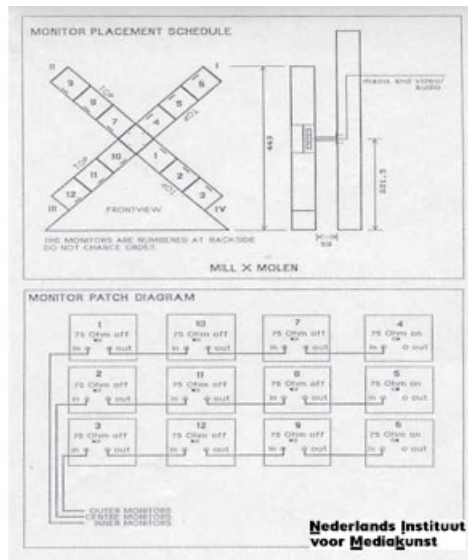 MONITOR PLACEMENT SCHEDULE
II
I
9
TOP
6
8
5
7
4
TOP
mains and video/
audio
TOP
10
1
443
11
2
TOP
12
3
221,5
III
FRONTVIEW
IV
59
THE MONITORS ARE NUMBERED AT BACKSIDE
DO NOT CHANCE ORDER.
MILL X MOLEN
MONITOR PATCH DIAGRAM
1
75 Ohm off
in out
10
75 Ohm off
in out
7
75 Ohm off
in out
4
75 Ohm on
in out
2
75 Ohm off
in out
11
75 Ohm off
in out
8
75 Ohm off
in out
5
75 Ohm on
in out
3
75 Ohm off
in out
12
75 Ohm off
in out
9
75 Ohm off
in out
6
75 Ohm on
in out
OUTER MONITORS
CENTRE MONITORS
INNER MONITORS
Nederlands Instituut
voor Mediakunst